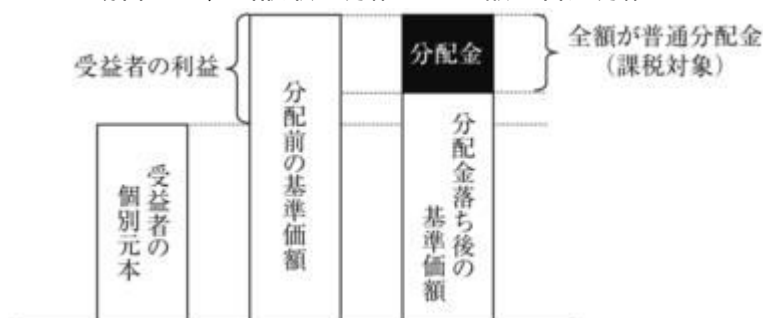 受益者の利益
分配金
全額が普通分配金
（課税対象）
受益者の
個別元本
分配前の基準価額
分配金落ち後の
基準価額